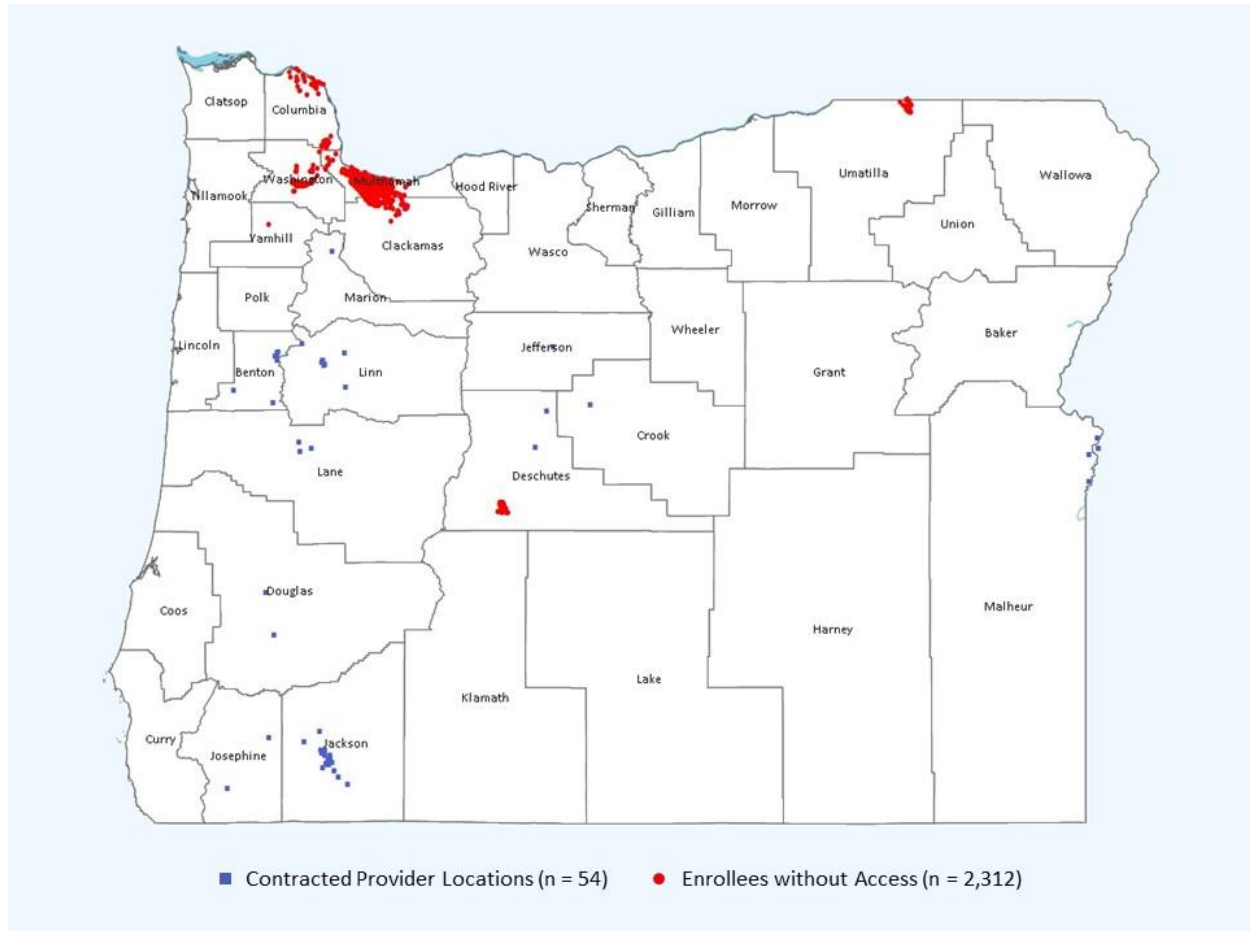 Clatsop
Columbia
Washington
Multnomah
Hood River
Tillamook
Sherman
Gilliam
Morrow
Umatilla
Wallowa
Union
Yamhill
Clackamas
Wasco
Polk
Marion
Wheeler
Baker
Lincoln
Jefferson
Benton
Linn
Grant
Crook
Lane
Deschutes
Douglas
Coos
Malheur
Harney
Lake
Klamath
Curry
Josephine
Jackson
Contracted Provider Locations (n = 54)
Enrollees without Access (n = 2,312)